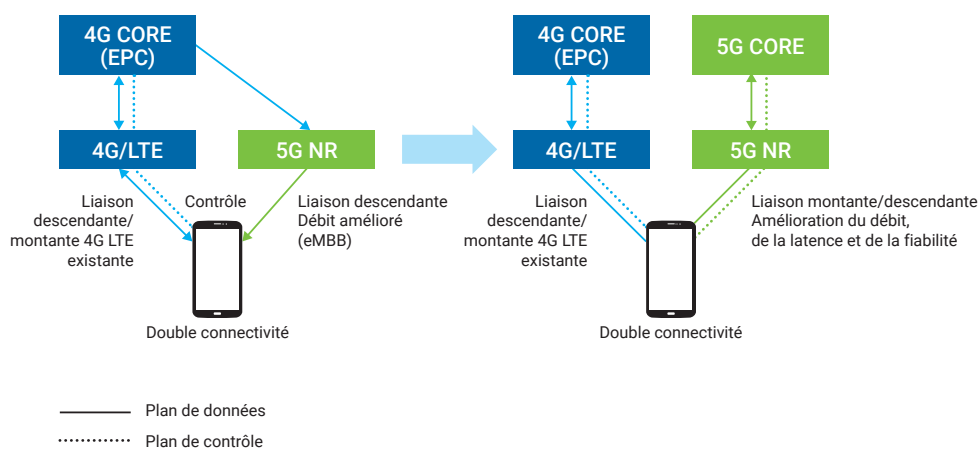 4G CORE
(EPC)
4G/LTE
5G NR
Liaison
descendante/
montante 4G LTE
existante
Contrôle
Liaison descendante
Débit amélioré
(eMBB)
Double connectivité
4G CORE
(EPC)
5G CORE
4G/LTE
5G NR
Liaison
descendante/
montante 4G LTE
existante
Liaison montante/descendante
Amélioration du débit,
de la latence et de la fiabilité
Double connectivité
Plan de données
Plan de contrôle